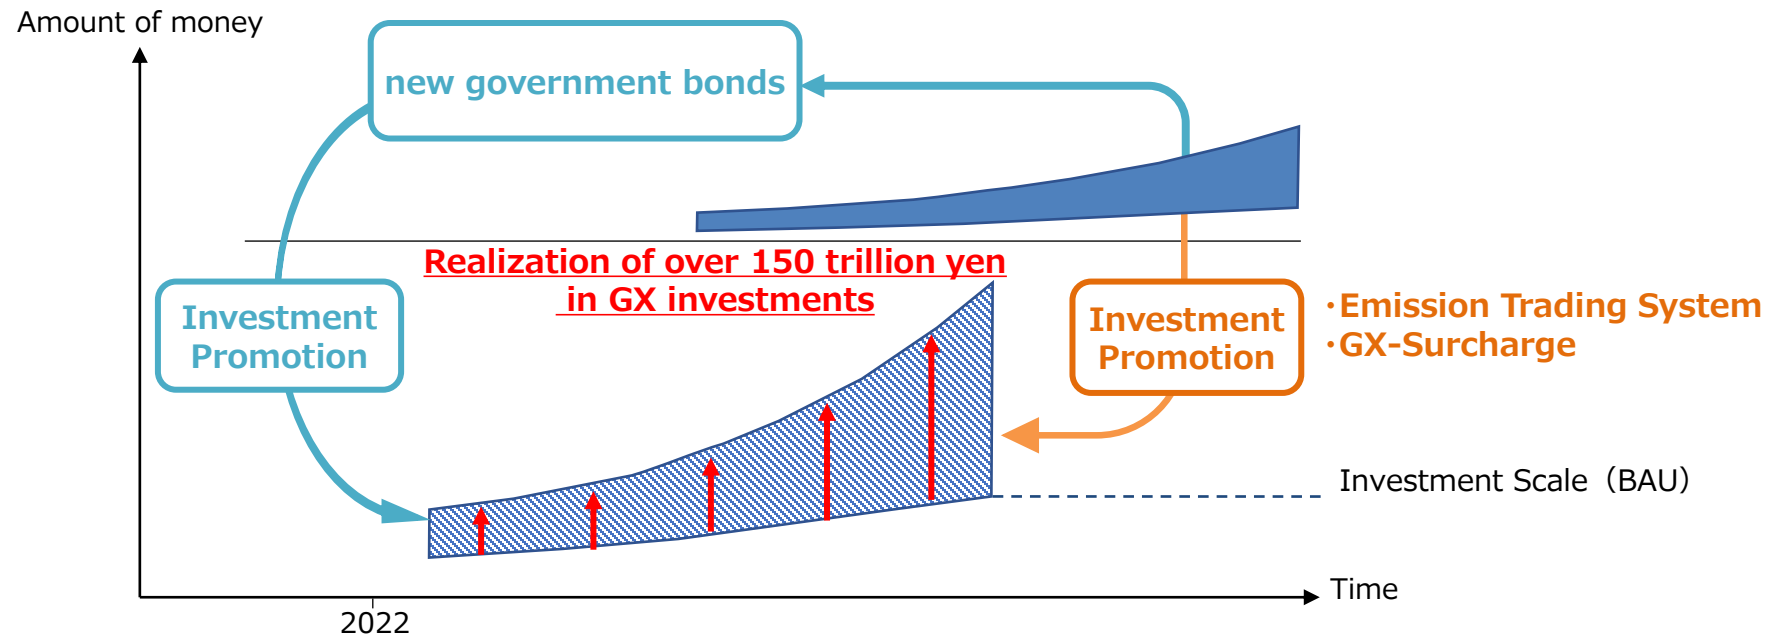 Amount of money
new government bonds
Realization of over 150 trillion yen
in GX investments
Investment
Promotion
Investment
Promotion
・Emission Trading System
・GX-Surcharge
Investment Scale（BAU）
Time
2022